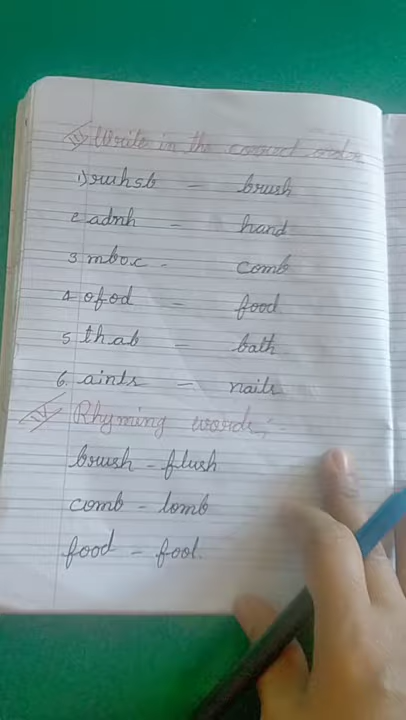 Write in the correct order
1) ruhsb - brush
2. adnh - hand
3. mboc - comb
4. ofod - food
5. thab - bath
6. ainls - nails
Rhyming words:-
brush - flush
comb - lomb
food - fool.